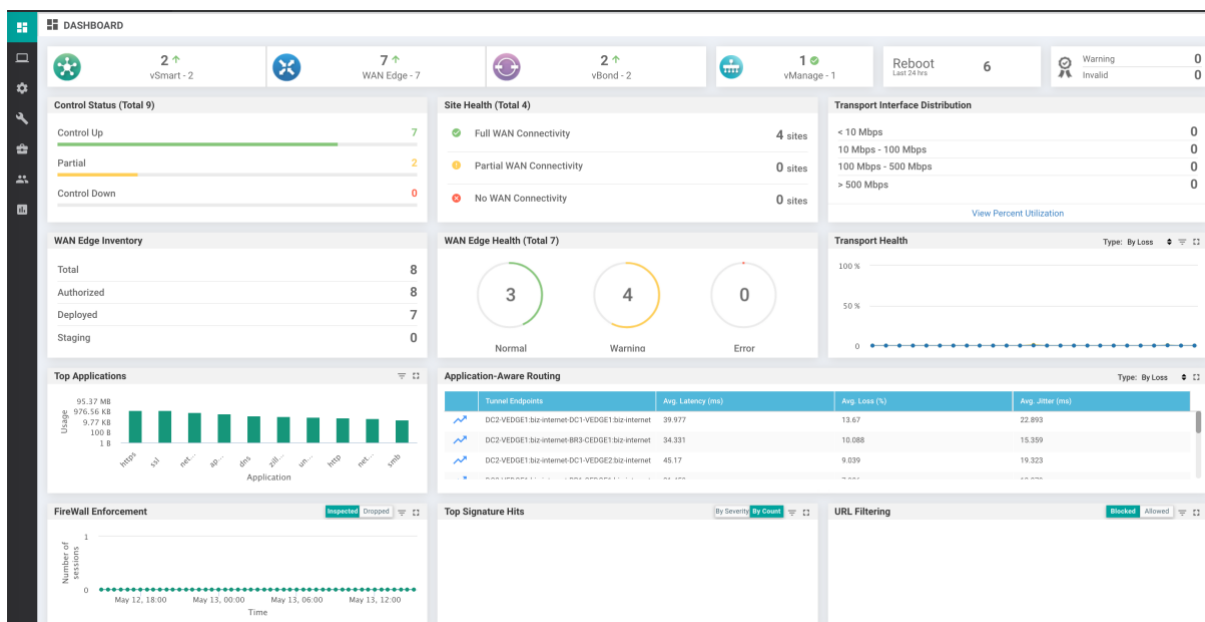 DASHBOARD
2
vSmart - 2
7
WAN Edge - 7
2
vBond - 2
1
vManage - 1
Reboot
Last 24 hrs
6
Warning 0
Invalid 0
Control Status (Total 9)
Control Up 7
Partial 2
Control Down 0
Site Health (Total 4)
Full WAN Connectivity 4 sites
Partial WAN Connectivity 0 sites
No WAN Connectivity 0 sites
Transport Interface Distribution
< 10 Mbps 0
10 Mbps - 100 Mbps 0
100 Mbps - 500 Mbps 0
> 500 Mbps 0
View Percent Utilization
WAN Edge Inventory
Total 8
Authorized 8
Deployed 7
Staging 0
WAN Edge Health (Total 7)
3 4 0
Normal Warning Error
Transport Health Type: By Loss
100 %
50 %
0
Top Applications
95.37 MB
976.56 KB
9.77 KB
100 B
1 B
Usage
https ssl net... ap... dns zill... un... http net... smb
Application
Application-Aware Routing Type: By Loss
Tunnel Endpoints Avg. Latency (ms) Avg. Loss (%) Avg. Jitter (ms)
DC2-VEDGE1:biz-internet-DC1-VEDGE1:biz-internet 39.977 13.67 22.893
DC2-VEDGE1:biz-internet-BR3-CEDGE1:biz-internet 34.331 10.088 15.359
DC2-VEDGE1:biz-internet-DC1-VEDGE2:biz-internet 45.17 9.039 19.323
FireWall Enforcement Inspected Dropped
1
0
Number of
sessions
May 12, 18:00 May 13, 00:00 May 13, 06:00 May 13, 12:00
Time
Top Signature Hits By Severity By Count
URL Filtering Blocked Allowed